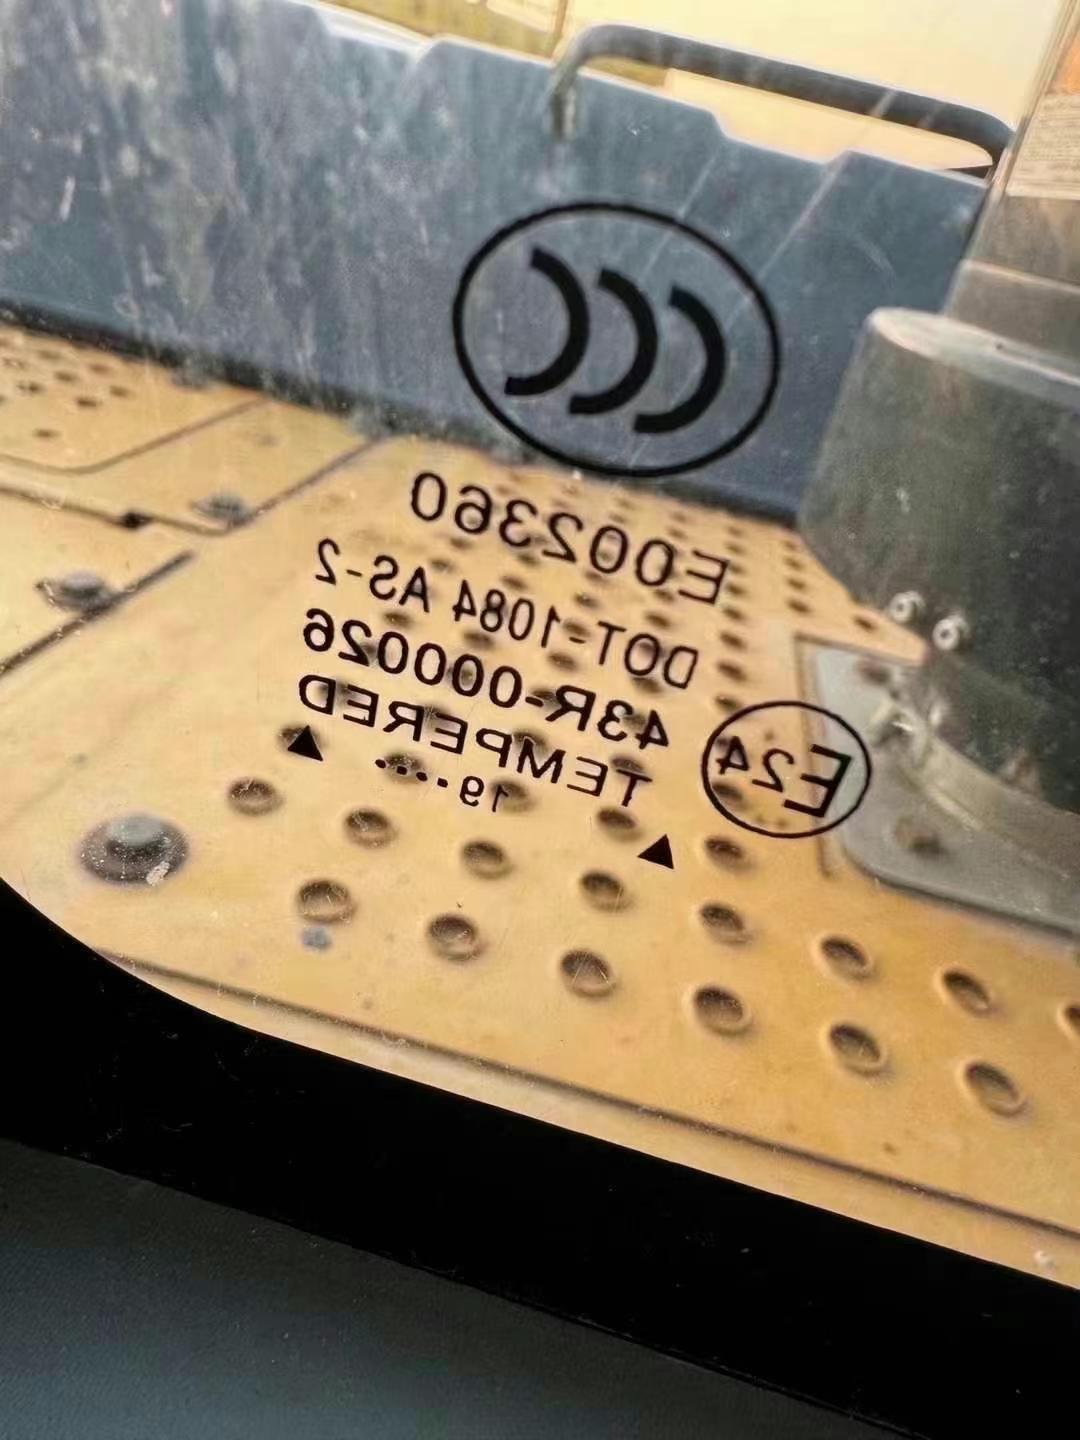 CCC
E002360
DOT-1084 AS-2
E24 43R-000026
TEMPERED
19·····